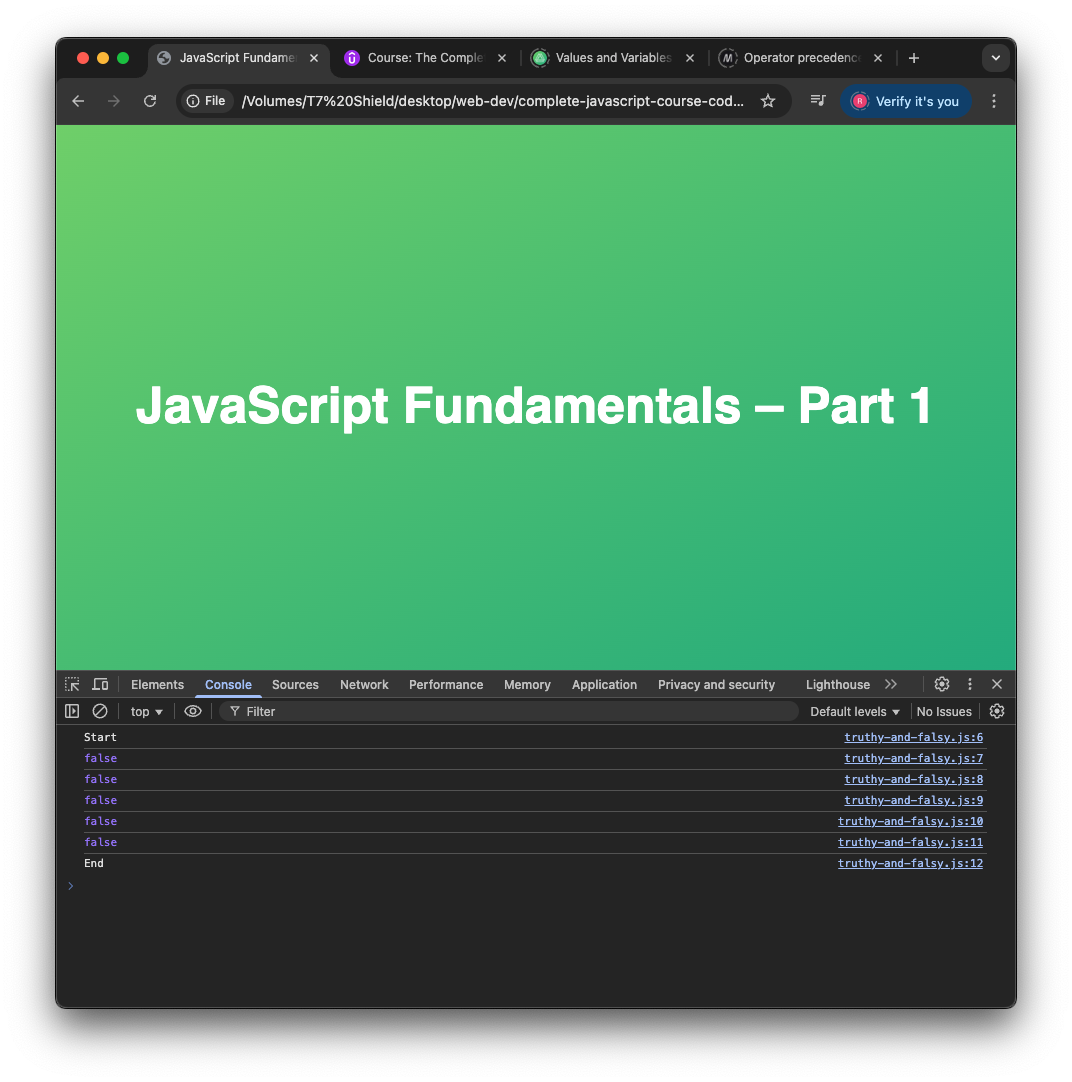 JavaScript Fundame
Course: The Comple
Values and Variables
Operator precedenc
File
/Volumes/T7%20Shield/desktop/web-dev/complete-javascript-course-cod...
R
Verify it's you
JavaScript Fundamentals – Part 1
Elements
Console
Sources
Network
Performance
Memory
Application
Privacy and security
Lighthouse
top
Filter
Default levels
No Issues
Start truthy-and-falsy.js:6
false truthy-and-falsy.js:7
false truthy-and-falsy.js:8
false truthy-and-falsy.js:9
false truthy-and-falsy.js:10
false truthy-and-falsy.js:11
End truthy-and-falsy.js:12